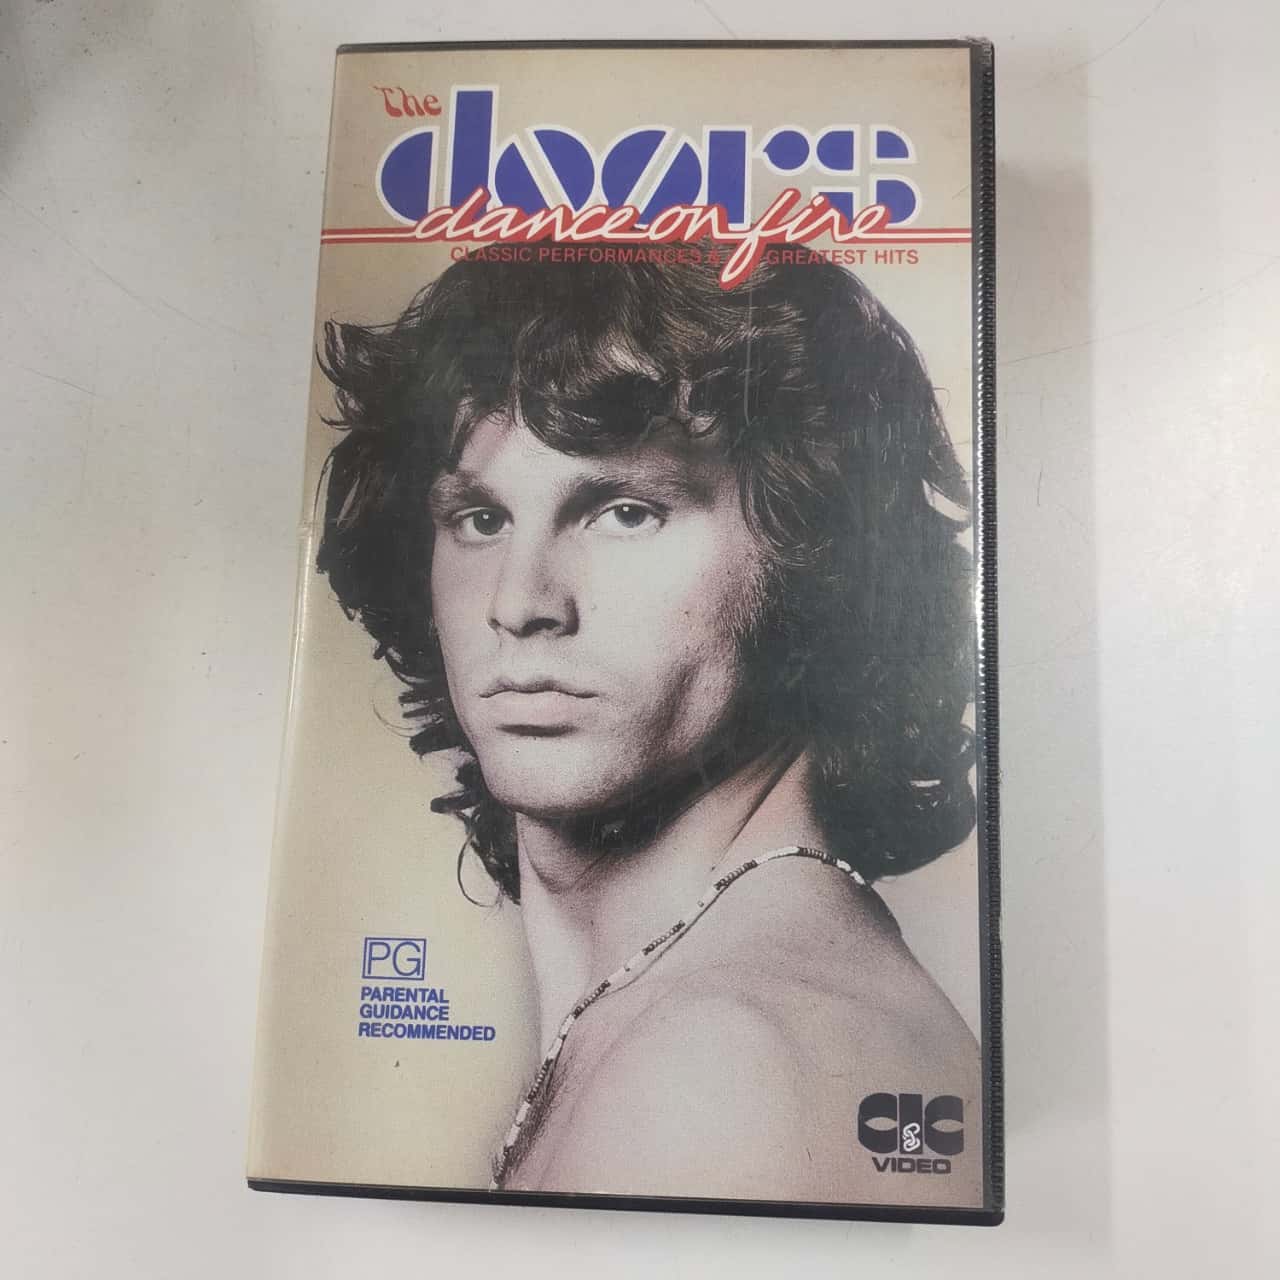 The
doors
dance on fire
CLASSIC PERFORMANCES & GREATEST HITS
PG
PARENTAL
GUIDANCE
RECOMMENDED
CIC
VIDEO